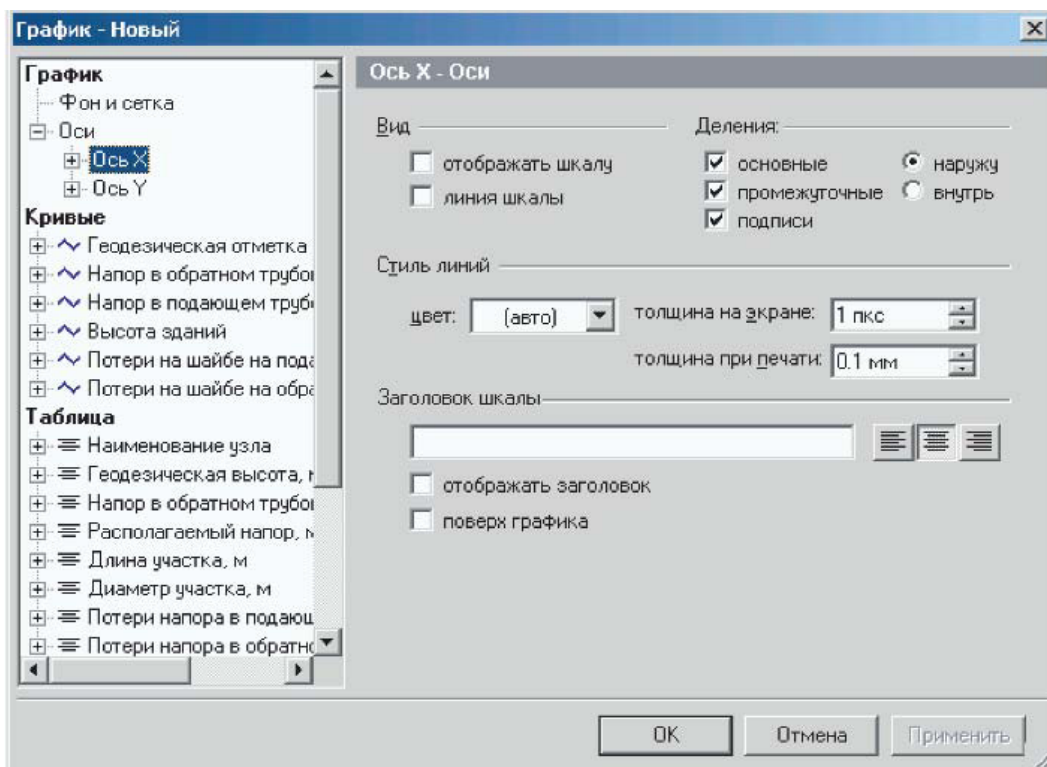 График - Новый
График
Фон и сетка
Оси
Ось X
Ось Y
Кривые
Геодезическая отметка
Напор в обратном трубо
Напор в подающем труб
Высота зданий
Потери на шайбе на под
Потери на шайбе на обр
Таблица
Наименование узла
Геодезическая высота,
Напор в обратном трубо
Располагаемый напор,
Длина участка, м
Диаметр участка, м
Потери напора в подающ
Потери напора в обратн
Ось X - Оси
Вид
отображать шкалу
линия шкалы
Деления:
основные
промежуточные
подписи
наружу
внутрь
Стиль линий
цвет: (авто)
толщина на экране: 1 пкс
толщина при печати: 0.1 мм
Заголовок шкалы
отображать заголовок
поверх графика
OK Отмена Применить